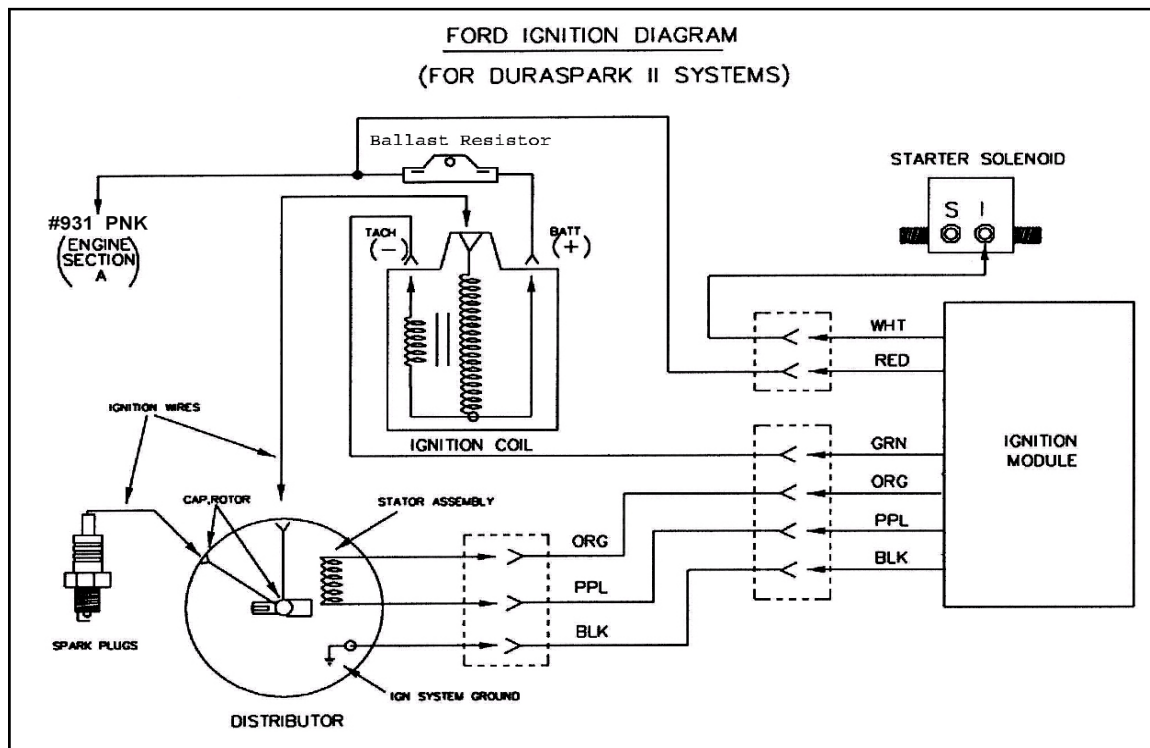 FORD IGNITION DIAGRAM
(FOR DURASPARK II SYSTEMS)
Ballast Resistor
STARTER SOLENOID
S I
#931 PNK
(ENGINE
SECTION
A)
TACH
(-)
BATT
(+)
WHT
RED
IGNITION WIRES
IGNITION COIL
GRN
IGNITION
MODULE
ORG
CAP,ROTOR
STATOR ASSEMBLY
PPL
ORG
BLK
PPL
BLK
SPARK PLUGS
IGN SYSTEM GROUND
DISTRIBUTOR